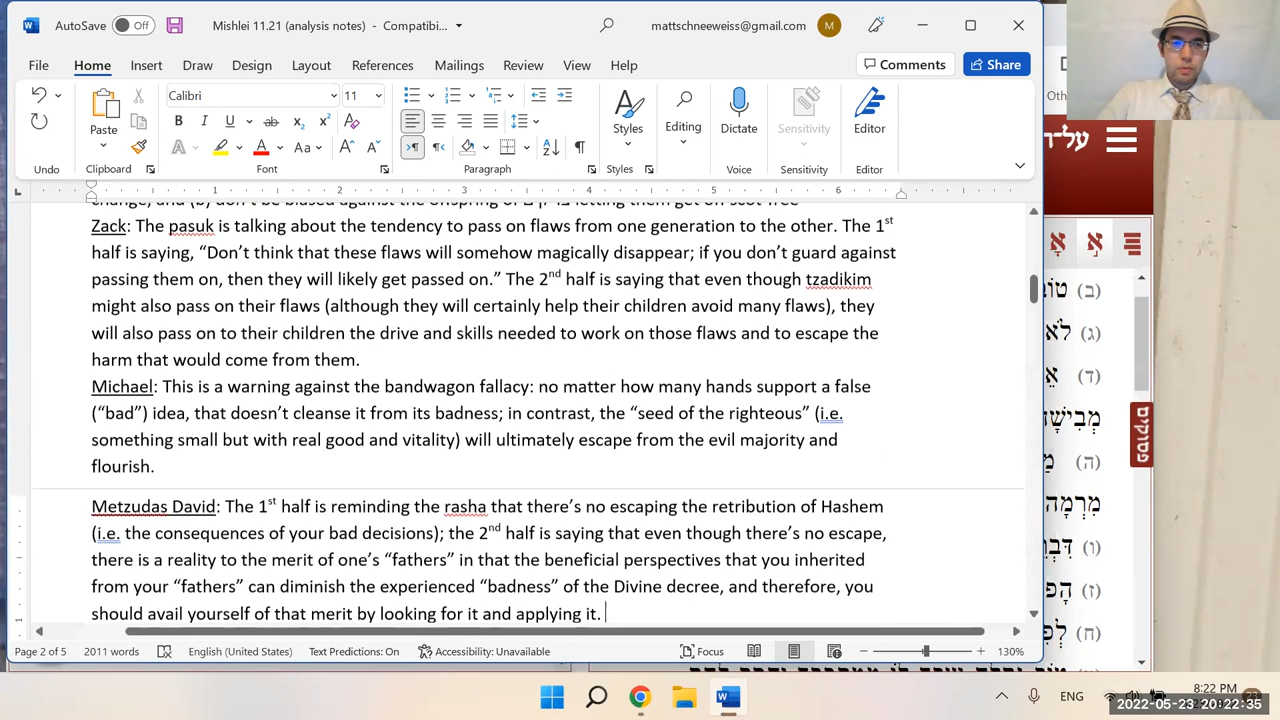 AutoSave Off Mishlei 11.21 (analysis notes) - Compatibi... mattschneeweiss@gmail.com M
File Home Insert Draw Design Layout References Mailings Review View Help Comments Share
Calibri 11
Paste Styles Editing Dictate Sensitivity Editor
Undo Clipboard Font Paragraph Styles Voice Sensitivity Editor
1 2 3 4 5 6
Zack: The pasuk is talking about the tendency to pass on flaws from one generation to the other. The 1st
half is saying, “Don’t think that these flaws will somehow magically disappear; if you don’t guard against
passing them on, then they will likely get passed on.” The 2nd half is saying that even though tzadikim
might also pass on their flaws (although they will certainly help their children avoid many flaws), they
will also pass on to their children the drive and skills needed to work on those flaws and to escape the
harm that would come from them.
Michael: This is a warning against the bandwagon fallacy: no matter how many hands support a false
(“bad”) idea, that doesn’t cleanse it from its badness; in contrast, the “seed of the righteous” (i.e.
something small but with real good and vitality) will ultimately escape from the evil majority and
flourish.
Metzudas David: The 1st half is reminding the rasha that there’s no escaping the retribution of Hashem
(i.e. the consequences of your bad decisions); the 2nd half is saying that even though there’s no escape,
there is a reality to the merit of one’s “fathers” in that the beneficial perspectives that you inherited
from your “fathers” can diminish the experienced “badness” of the Divine decree, and therefore, you
should avail yourself of that merit by looking for it and applying it.
Page 2 of 5 2011 words English (United States) Text Predictions: On Accessibility: Unavailable Focus 130%
על־ה
(ב) טוֹ
(ג) לֹא
(ד)
מְבִישָׁ
פסוקים
(ה)
מִרְמָה
(ו) דִּבְ
(ז)
(ח) לְפִ
ENG 8:22 PM
2022-05-23 20:22:35